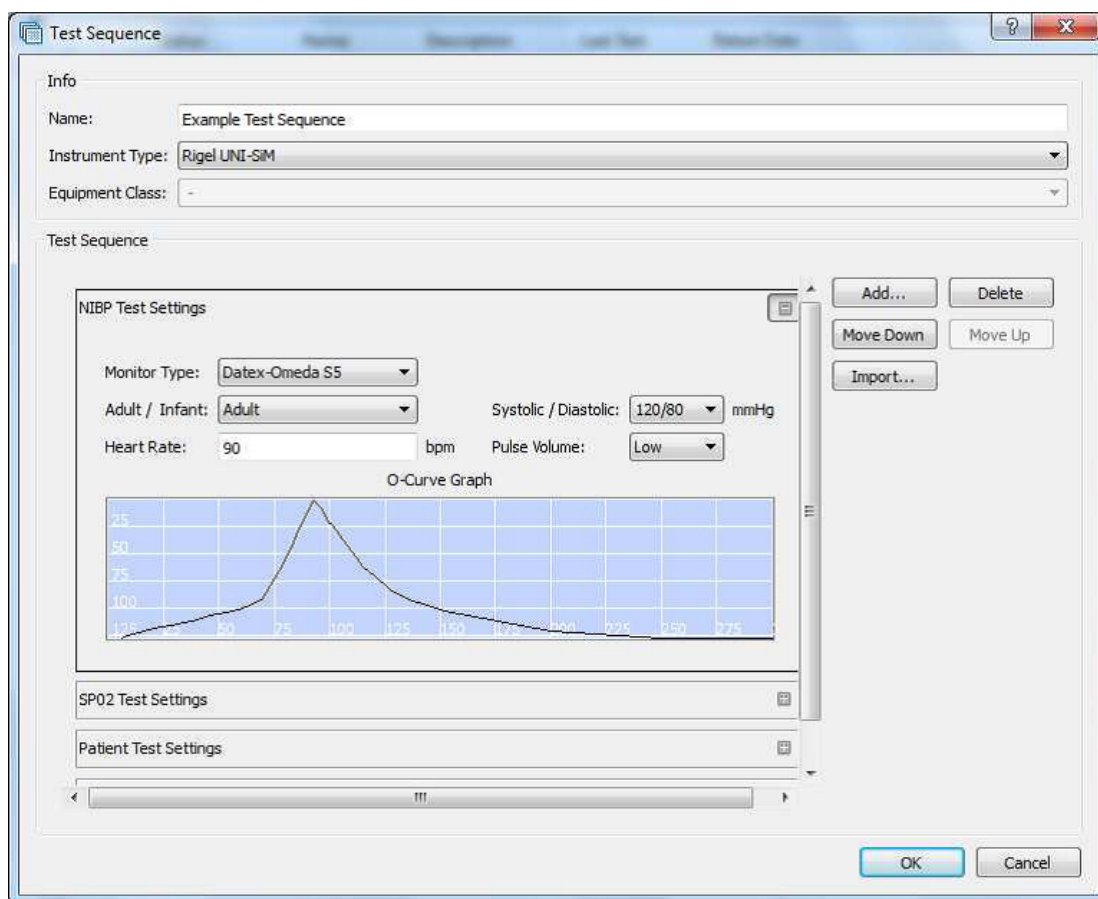 Test Sequence
Info
Name: Example Test Sequence
Instrument Type: Rigel UNI-SiM
Equipment Class: -
Test Sequence
NIBP Test Settings
Add... Delete
Move Down Move Up
Import...
Monitor Type: Datex-Omeda S5
Adult / Infant: Adult Systolic / Diastolic: 120/80 mmHg
Heart Rate: 90 bpm Pulse Volume: Low
O-Curve Graph
25
50
75
100
125 25 50 75 100 125 150 175 200 225 250 275
SP02 Test Settings
Patient Test Settings
OK Cancel